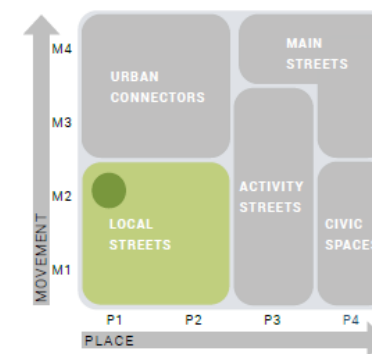 M4
MAIN
STREETS
URBAN
CONNECTORS
M3
M2
ACTIVITY
STREETS
LOCAL
STREETS
CIVIC
SPACES
M1
MOVEMENT
P1 P2 P3 P4
PLACE